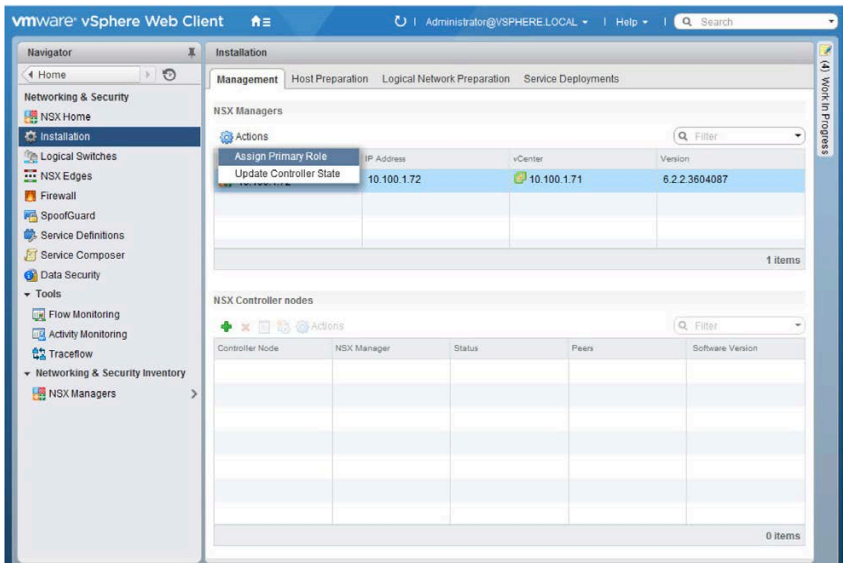 vmware® vSphere Web Client
Administrator@VSPHERE.LOCAL
Help
Search
Navigator
Home
Networking & Security
NSX Home
Installation
Logical Switches
NSX Edges
Firewall
SpoofGuard
Service Definitions
Service Composer
Data Security
Tools
Flow Monitoring
Activity Monitoring
Traceflow
Networking & Security Inventory
NSX Managers
Installation
Management Host Preparation Logical Network Preparation Service Deployments
NSX Managers
Actions
Filter
Assign Primary Role
Update Controller State
IP Address vCenter Version
10.100.1.72 10.100.1.71 6.2.2.3604087
1 items
NSX Controller nodes
Actions
Filter
Controller Node NSX Manager Status Peers Software Version
0 items
(4) Work In Progress